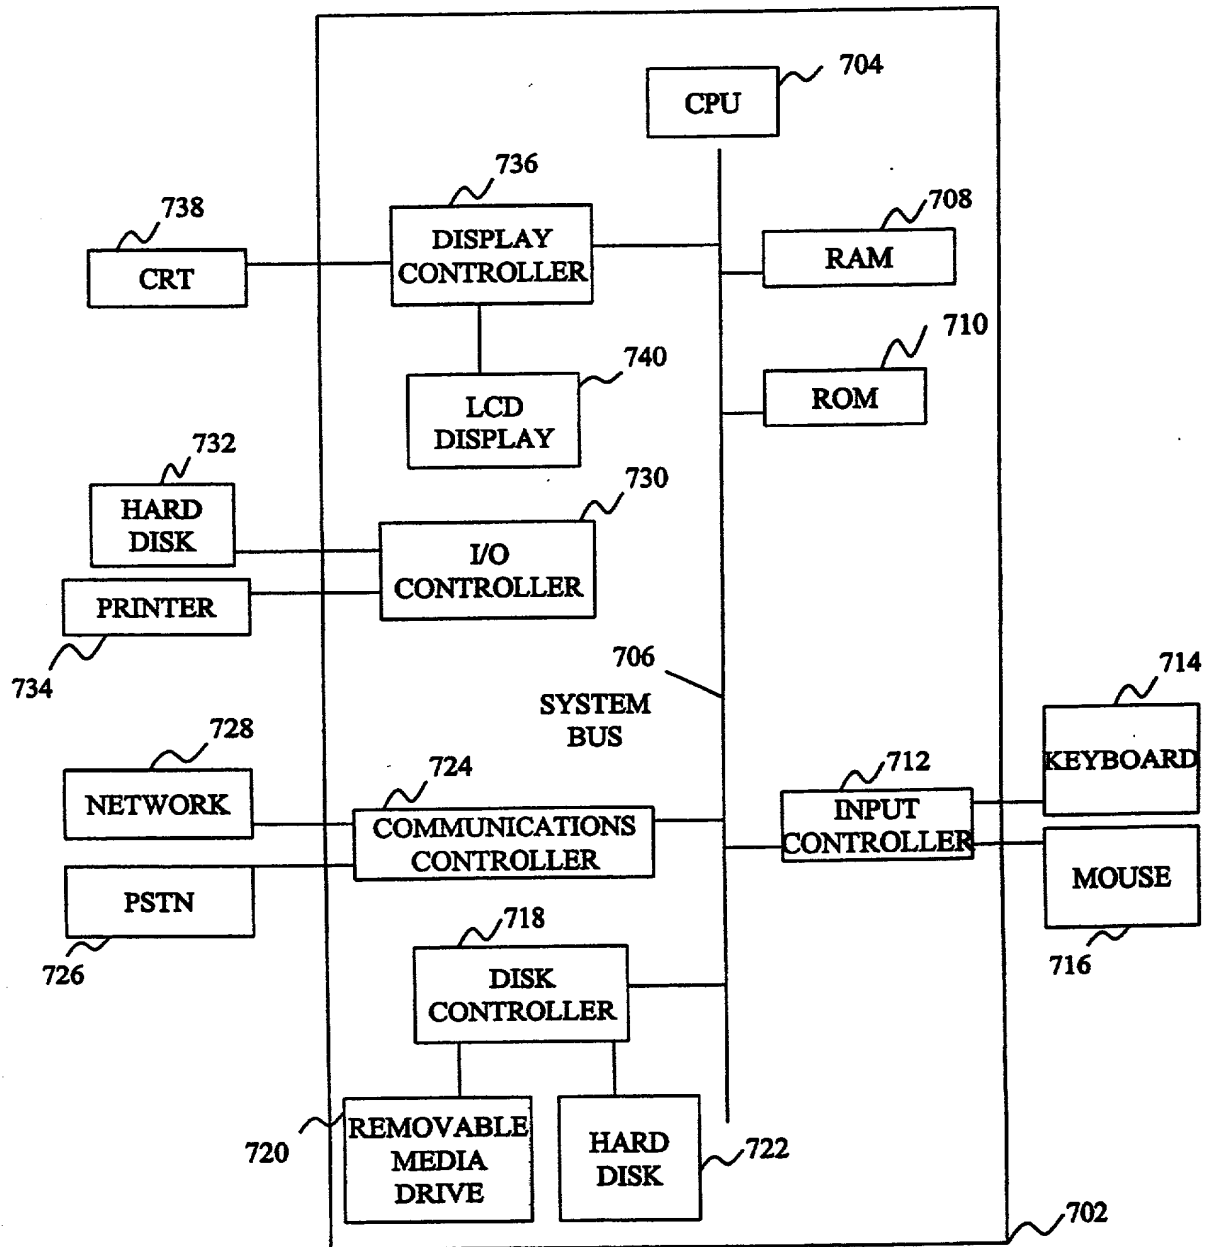 704
CPU
736
738
708
DISPLAY
CONTROLLER
RAM
CRT
710
740
ROM
LCD
DISPLAY
732
730
HARD
DISK
I/O
CONTROLLER
PRINTER
734
706
714
SYSTEM
BUS
728
724
712
KEYBOARD
NETWORK
COMMUNICATIONS
CONTROLLER
INPUT
CONTROLLER
PSTN
MOUSE
726
718
716
DISK
CONTROLLER
720
REMOVABLE
MEDIA
DRIVE
HARD
DISK
722
702